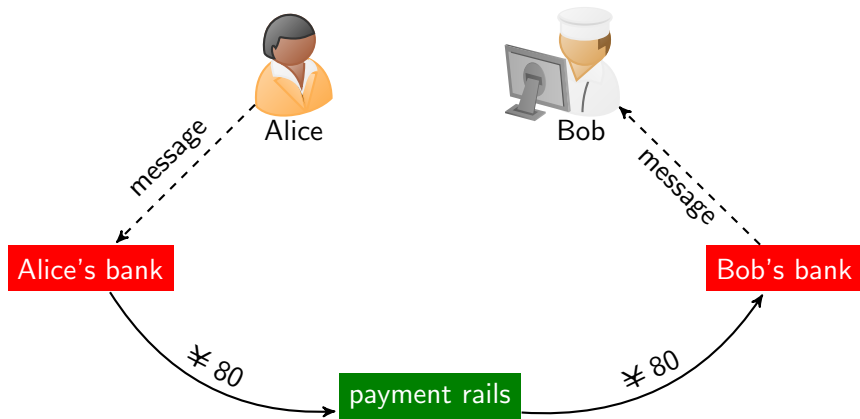 Alice
Bob
message
message
Alice's bank
Bob's bank
¥ 80
¥ 80
payment rails